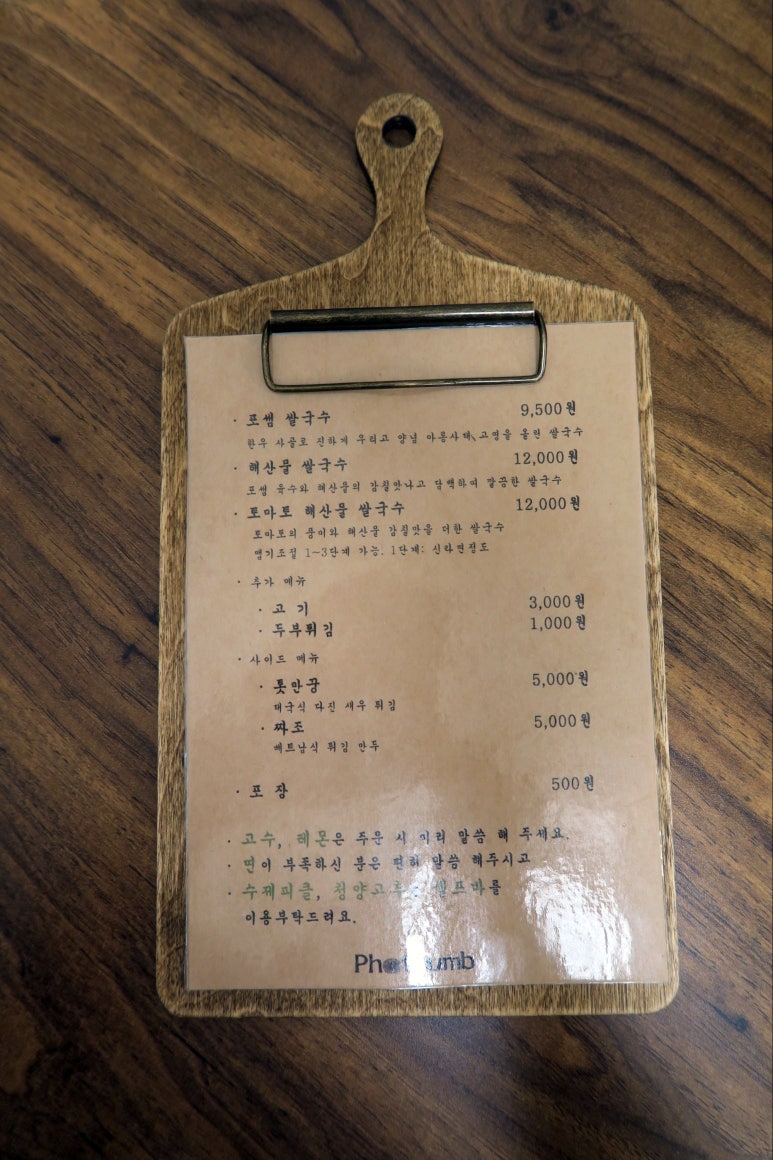 · 포쌤 쌀국수 9,500원
한우 사골로 진하게 우리고 양념 아롱사태, 고명을 올린 쌀국수
· 해산물 쌀국수 12,000원
포쌤 육수와 해산물의 감칠맛나고 담백하며 깔끔한 쌀국수
· 토마토 해산물 쌀국수 12,000원
토마토의 풍미와 해산물 감칠맛을 더한 쌀국수
맵기조절 1~3단계 가능. 1단계: 신라면정도
· 추가 메뉴
· 고 기 3,000원
· 두부튀김 1,000원
· 사이드 메뉴
· 톳만꿍 5,000원
태국식 다진 새우 튀김
· 짜조 5,000원
베트남식 튀김 만두
· 포 장 500원
· 고수, 레몬은 주문 시 미리 말씀 해 주세요.
· 면이 부족하신 분은 편히 말씀 해주시고
· 수제피클, 청양고추는 셀프바를
이용부탁드려요.